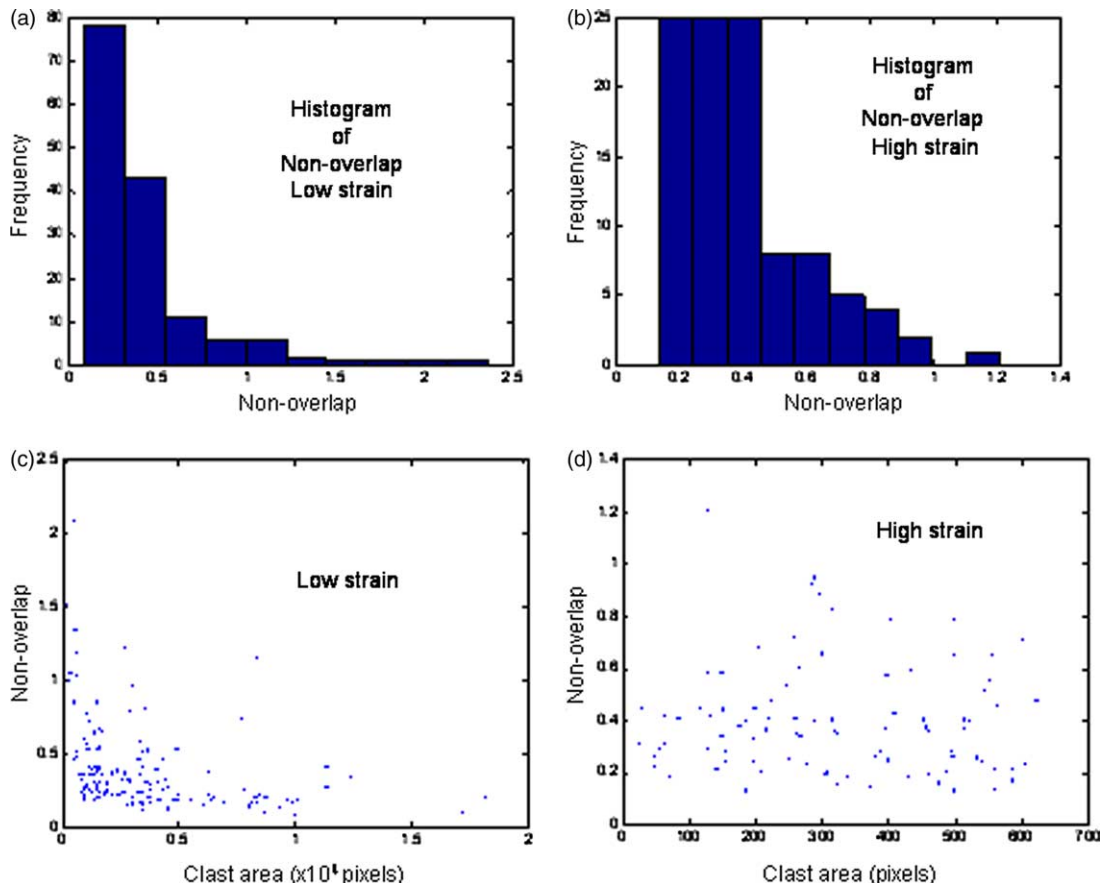 (a)
80
70
60
50
40
30
20
10
0
Frequency
Histogram
of
Non-overlap
Low strain
0
0.5
1
1.5
2
2.5
Non-overlap
(b)
25
20
15
10
5
0
Frequency
Histogram
of
Non-overlap
High strain
0
0.2
0.4
0.6
0.8
1
1.2
1.4
Non-overlap
(c)
2.5
2
1.5
1
0.5
0
Non-overlap
Low strain
0
0.5
1
1.5
2
Clast area pixels)
(d)
1.4
1.2
1
0.8
0.6
0.4
0.2
0
Non-overlap
High strain
0
100
200
300
400
500
600
700
Clast area (pixels)